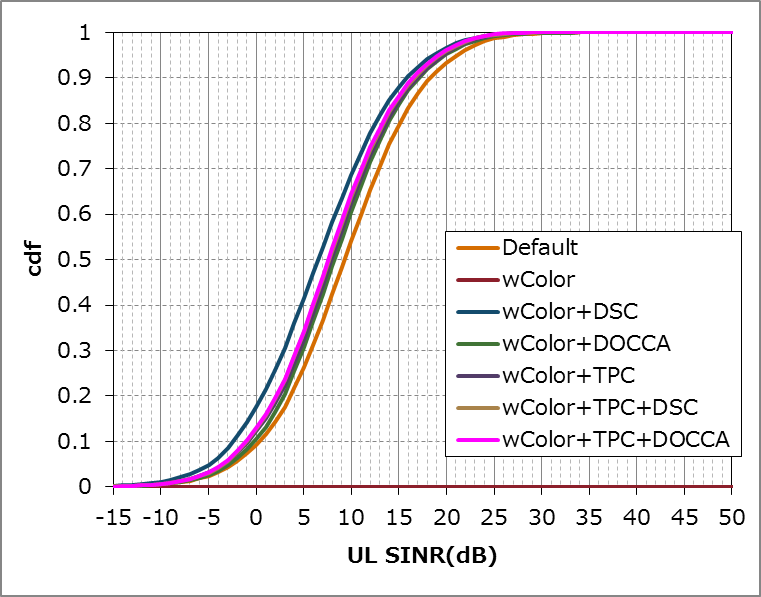 1
0.9
0.8
0.7
0.6
0.5
0.4
0.3
0.2
0.1
0
cdf
Default
wColor
wColor+DSC
wColor+DOCCA
wColor+TPC
wColor+TPC+DSC
wColor+TPC+DOCCA
-15 -10 -5 0 5 10 15 20 25 30 35 40 45 50
UL SINR(dB)